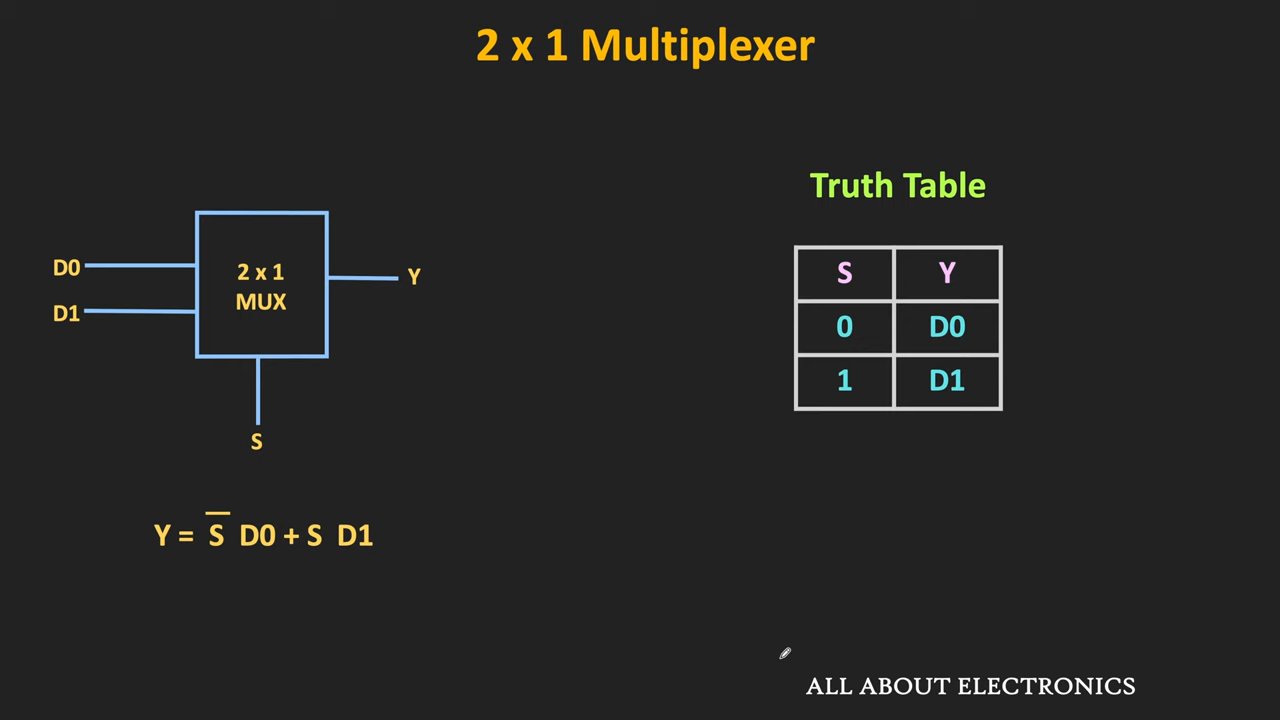 2 x 1 Multiplexer
Truth Table
D0
D1
2 x 1
MUX
Y
S
S Y
0 D0
1 D1
Y = S̅ D0 + S D1
ALL ABOUT ELECTRONICS